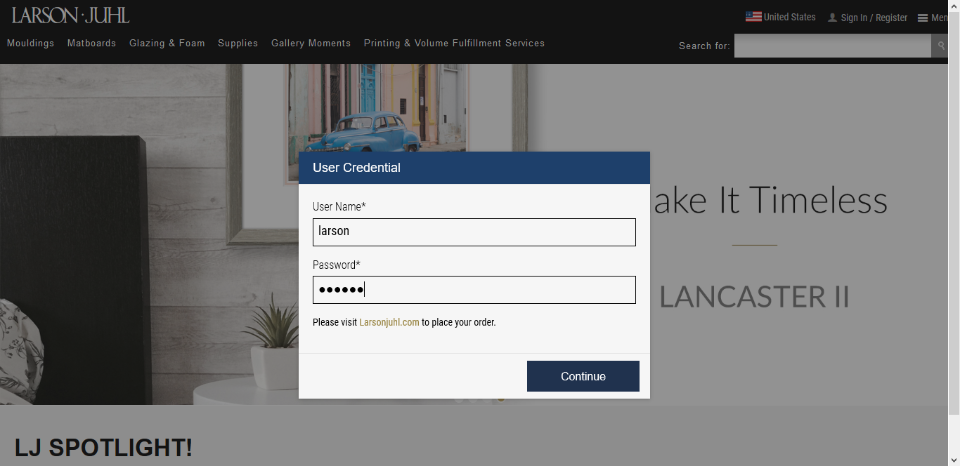 LARSON·JUHL
United States
Sign In / Register
Men
Mouldings Matboards Glazing & Foam Supplies Gallery Moments Printing & Volume Fulfillment Services
Search for:
User Credential
User Name*
larson
Password*
••••••
Please visit Larsonjuhl.com to place your order.
Continue
ake It Timeless
LANCASTER II
LJ SPOTLIGHT!